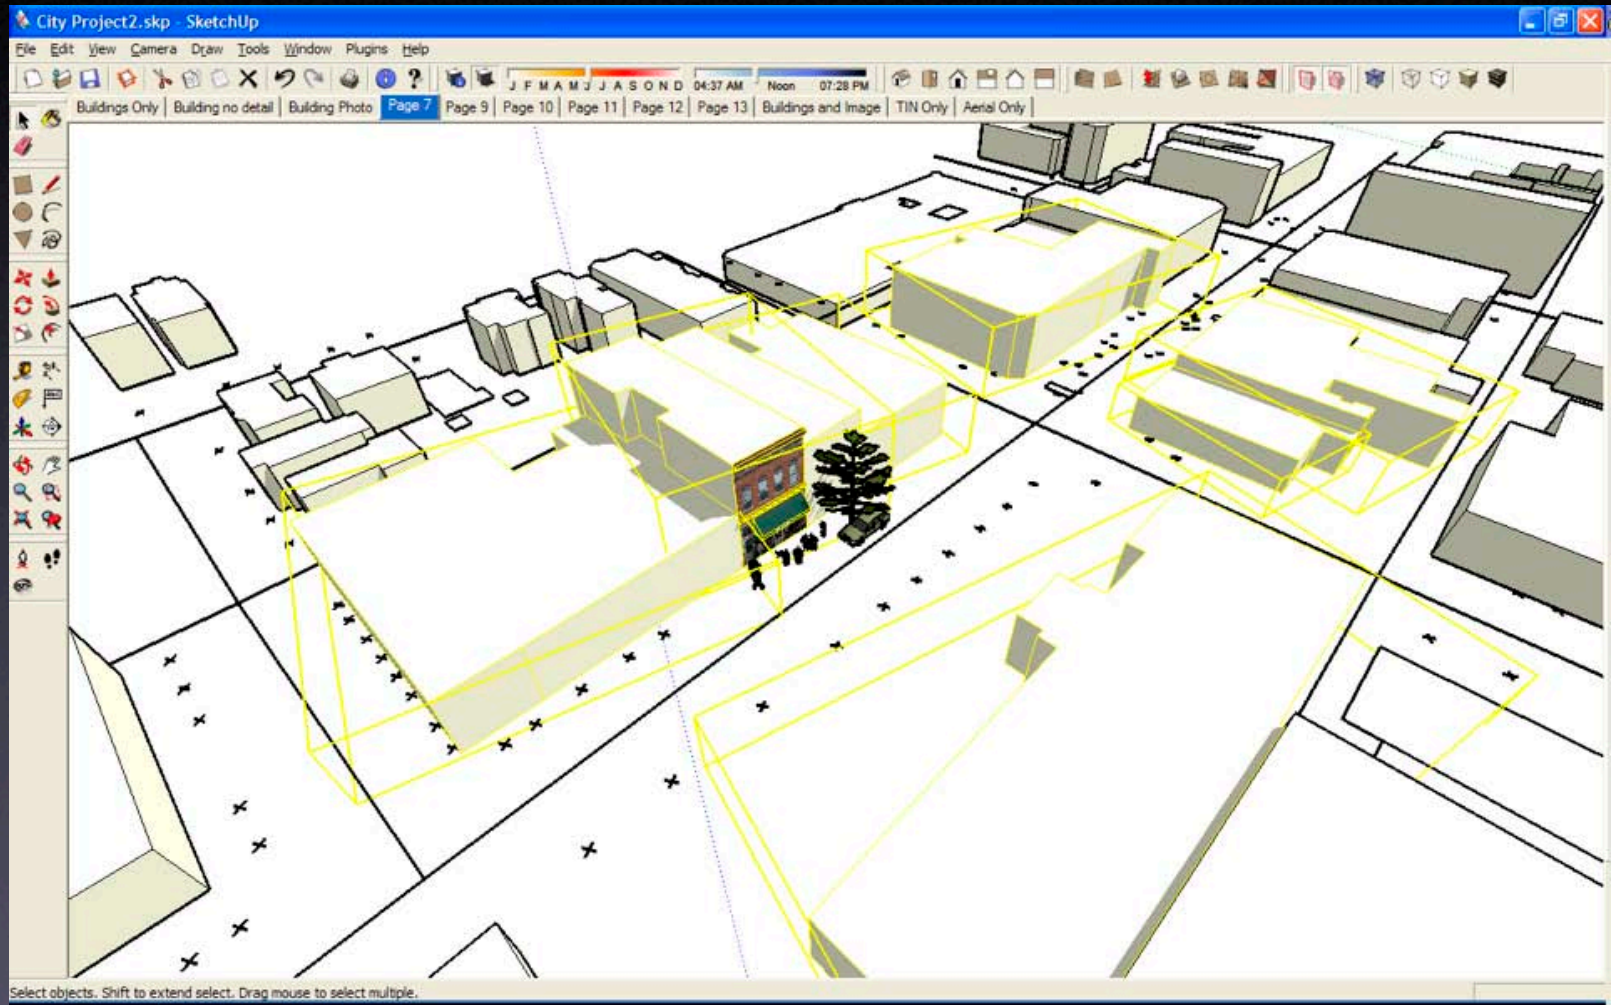 City Project2.skp - SketchUp
File Edit View Camera Draw Tools Window Plugins Help
J F M A M J J A S O N D 04:37 AM Noon 07:28 PM
Buildings Only Building no detail Building Photo Page 7 Page 9 Page 10 Page 11 Page 12 Page 13 Buildings and Image TIN Only Aerial Only
Select objects. Shift to extend select. Drag mouse to select multiple.